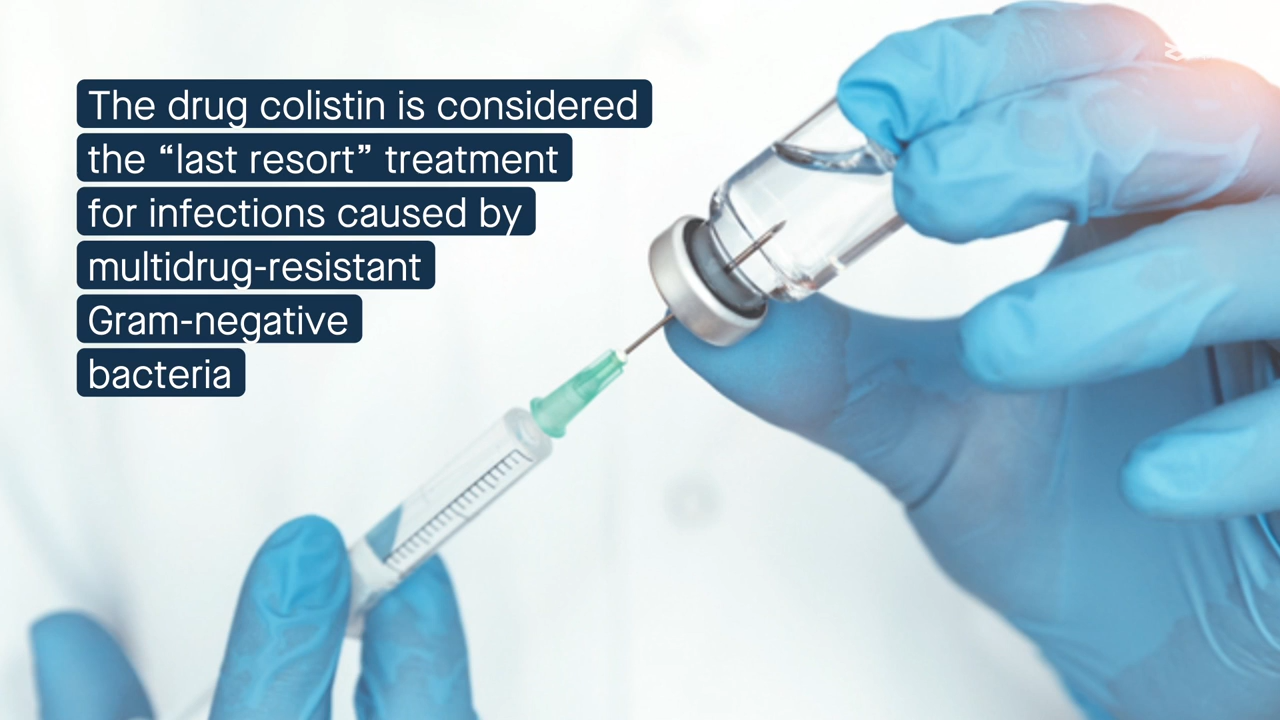 The drug colistin is considered
the “last resort” treatment
for infections caused by
multidrug-resistant
Gram-negative
bacteria